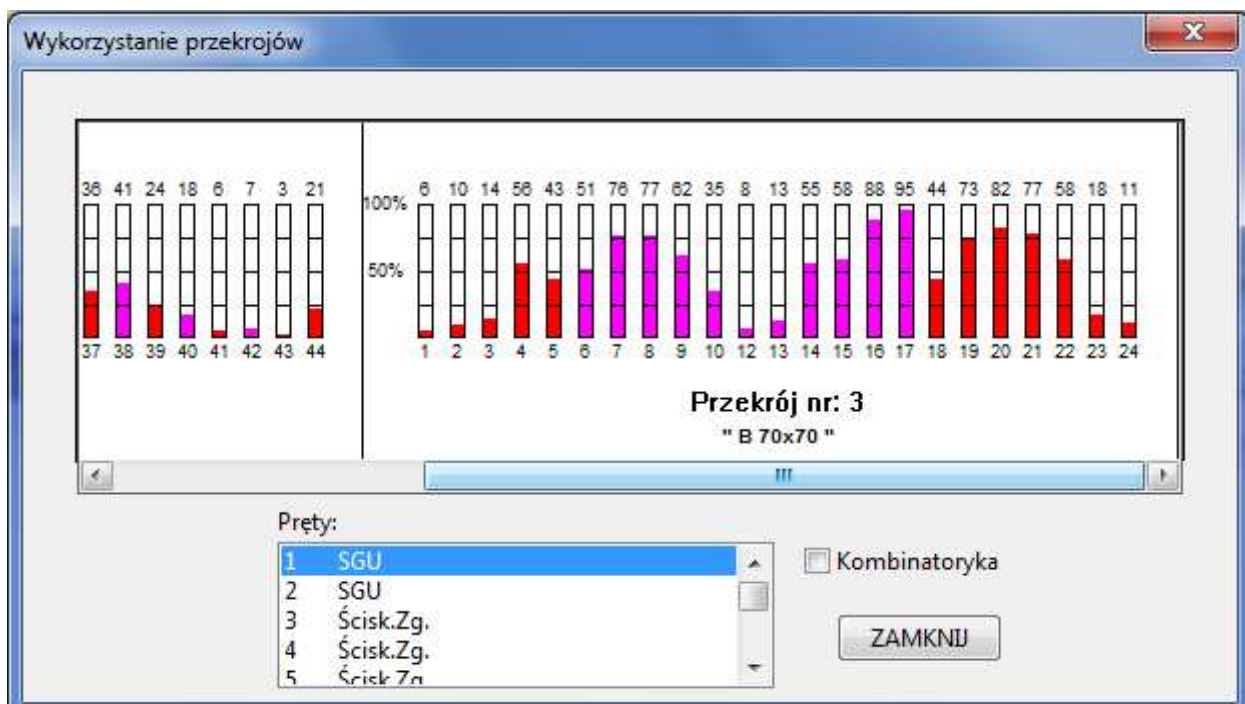 Wykorzystanie przekrojów
36 41 24 18 6 7 3 21 6 10 14 56 43 51 76 77 62 35 8 13 55 58 88 95 44 73 82 77 58 18 11
100%
50%
37 38 39 40 41 42 43 44 1 2 3 4 5 6 7 8 9 10 12 13 14 15 16 17 18 19 20 21 22 23 24
Przekrój nr: 3
" B 70x70 "
Pręty:
1 SGU
2 SGU
3 Ścisk.Zg.
4 Ścisk.Zg.
5 Ścisk.Zg.
Kombinatoryka
ZAMKNIJ